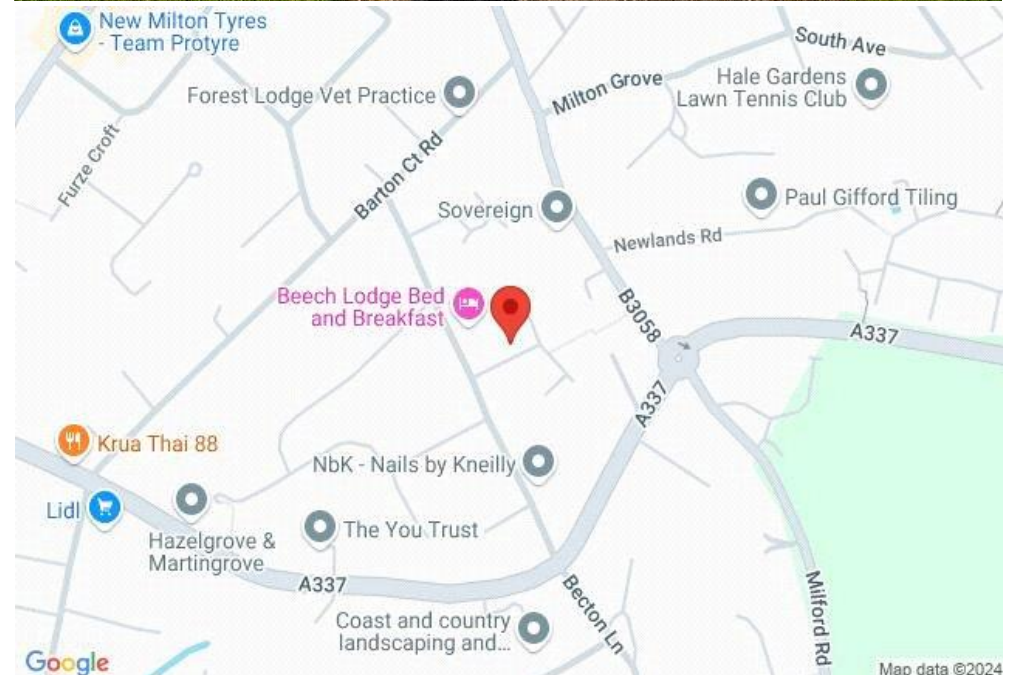 New Milton Tyres
- Team Protyre
South Ave
Forest Lodge Vet Practice
Milton Grove
Hale Gardens
Lawn Tennis Club
Furze Croft
Barton Ct Rd
Sovereign
Paul Gifford Tiling
Newlands Rd
Beech Lodge Bed
and Breakfast
B3058
A337
A337
Krua Thai 88
NbK - Nails by Kneilly
Lidl
Hazelgrove &
Martingrove
The You Trust
A337
Becton Ln
Milford Rd
Coast and country
landscaping and...
Google
Map data ©2024